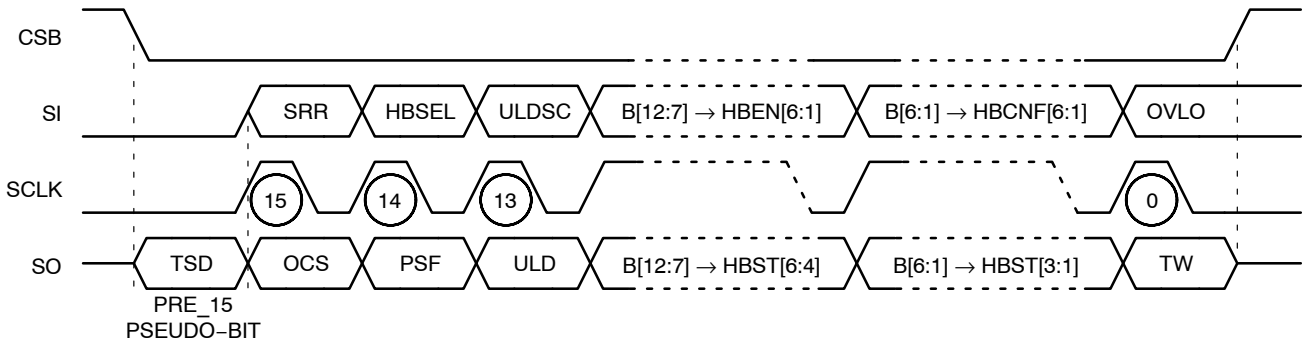 CSB
SI
SRR
HBSEL
ULDSC
B[12:7] → HBEN[6:1]
B[6:1] → HBCNF[6:1]
OVLO
SCLK
15
14
13
0
SO
TSD
OCS
PSF
ULD
B[12:7] → HBST[6:4]
B[6:1] → HBST[3:1]
TW
PRE_15
PSEUDO−BIT